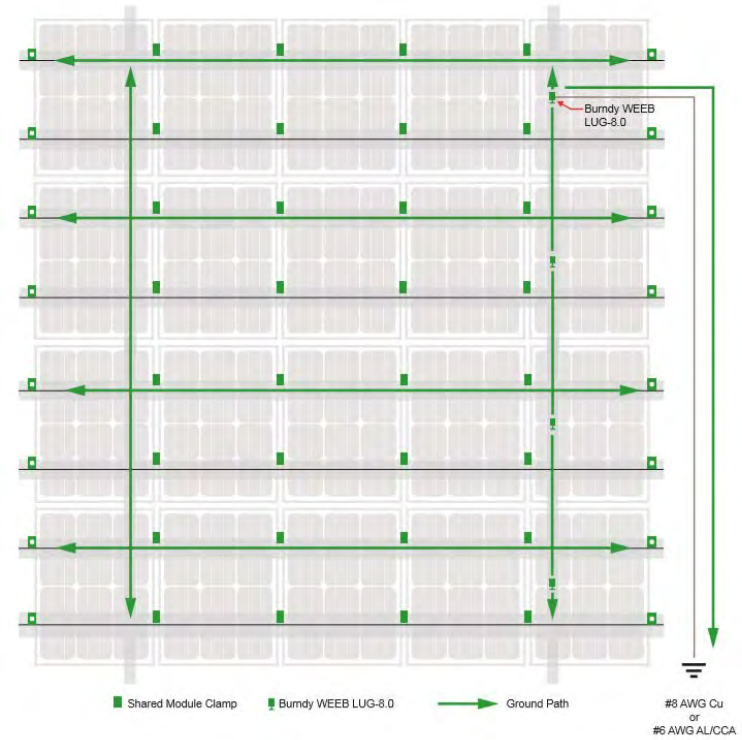 Burndy WEEB
LUG-8.0
Shared Module Clamp
Burndy WEEB LUG-8.0
Ground Path
#8 AWG Cu
or
#6 AWG AL/CCA